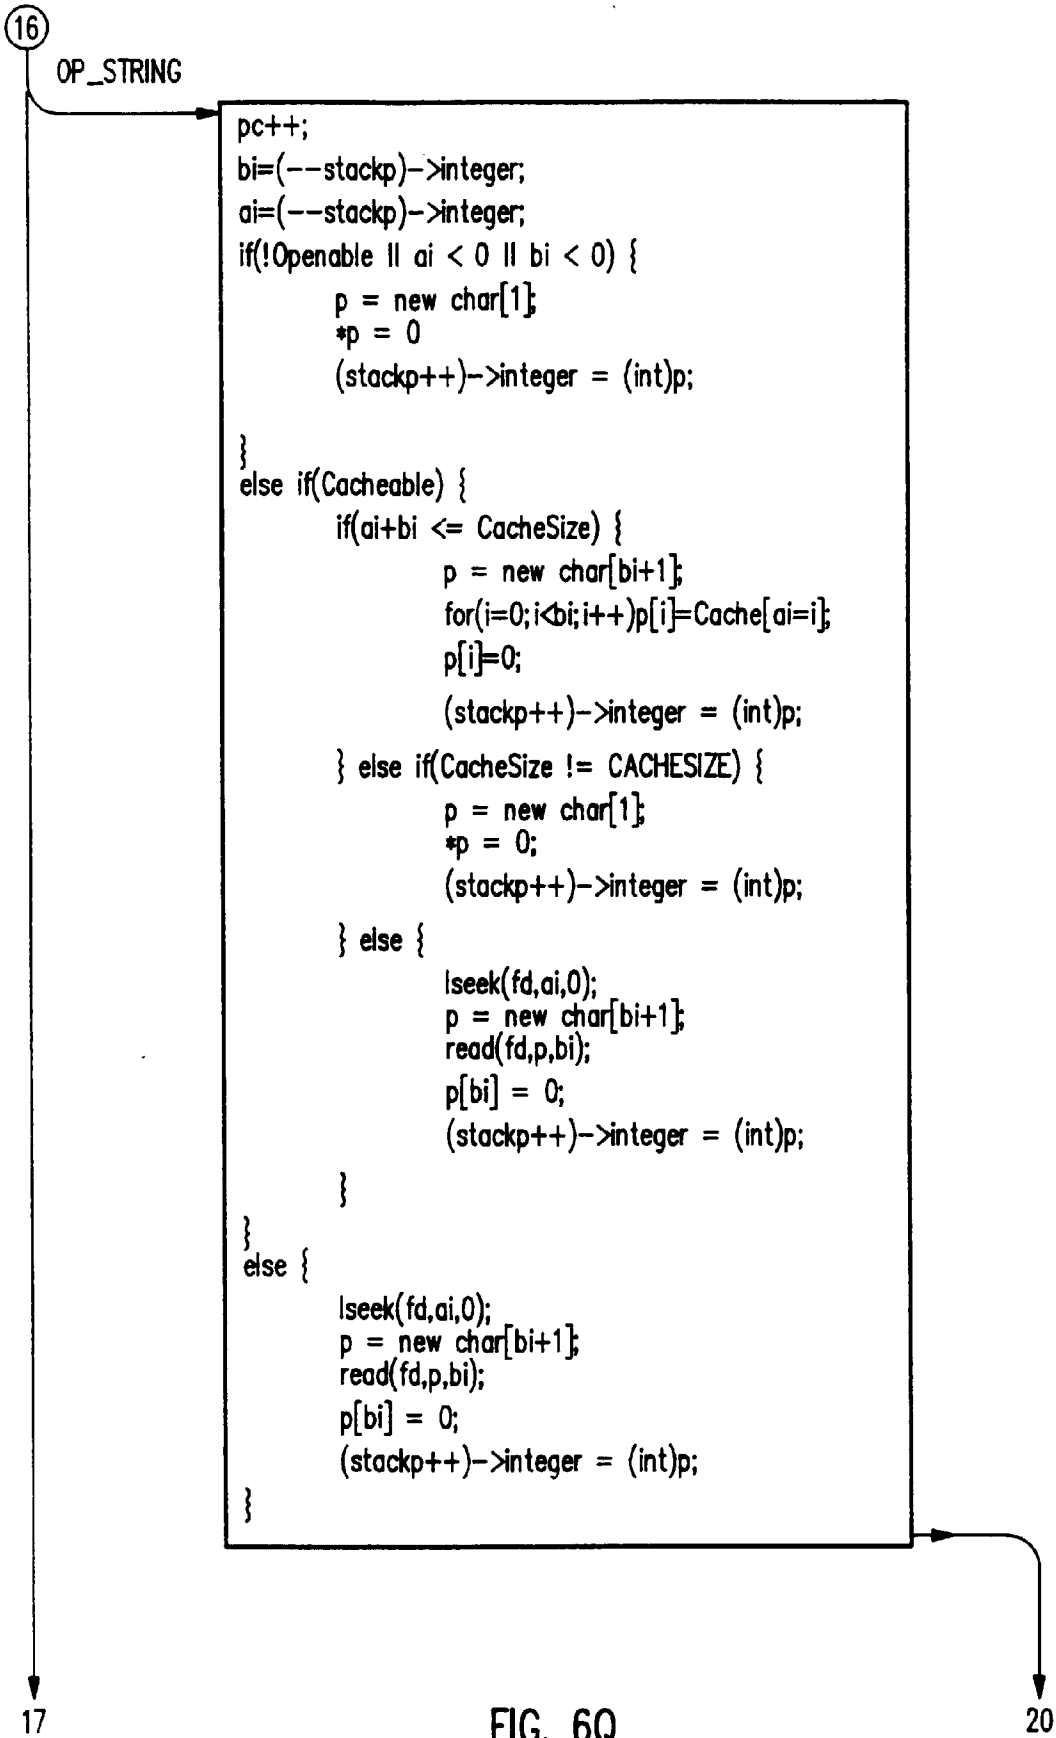 16
OP_STRING
pc++;
bi=(--stackp)->integer;
ai=(--stackp)->integer;
if(!Openable || ai < 0 || bi < 0) {
p = new char[1];
*p = 0
(stackp++)->integer = (int)p;
}
else if(Cacheable) {
if(ai+bi <= CacheSize) {
p = new char[bi+1];
for(i=0;i<bi;i++)p[i]=Cache[ai=i];
p[i]=0;
(stackp++)->integer = (int)p;
} else if(CacheSize != CACHESIZE) {
p = new char[1];
*p = 0;
(stackp++)->integer = (int)p;
} else {
lseek(fd,ai,0);
p = new char[bi+1];
read(fd,p,bi);
p[bi] = 0;
(stackp++)->integer = (int)p;
}
}
else {
lseek(fd,ai,0);
p = new char[bi+1];
read(fd,p,bi);
p[bi] = 0;
(stackp++)->integer = (int)p;
}
17
FIG. 6Q
20